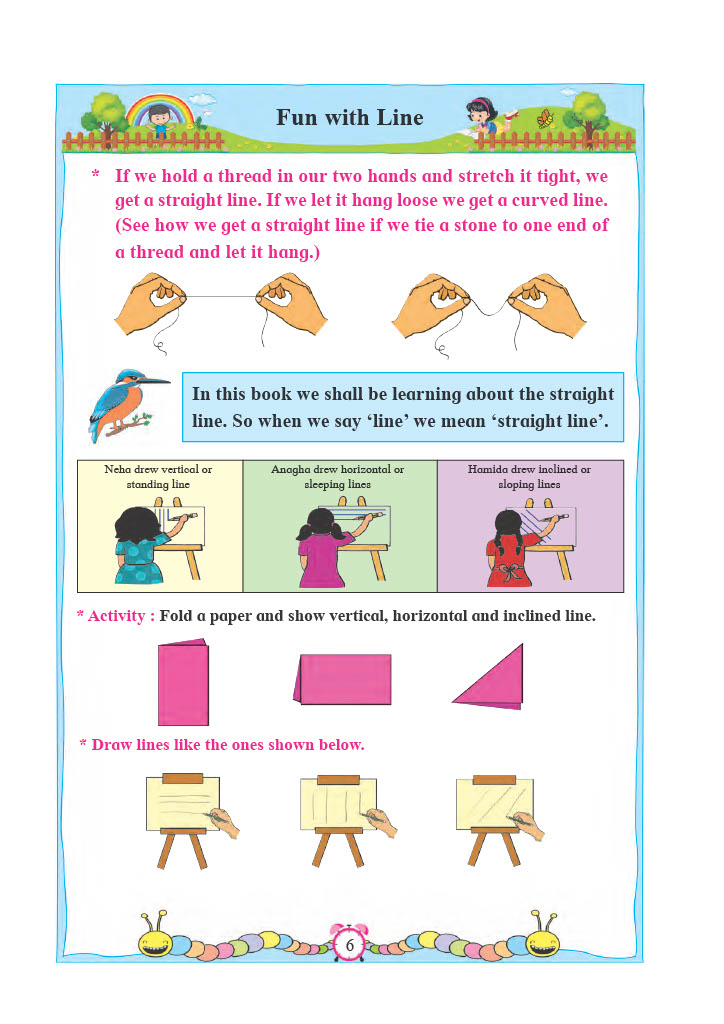 Fun with Line
* If we hold a thread in our two hands and stretch it tight, we
get a straight line. If we let it hang loose we get a curved line.
(See how we get a straight line if we tie a stone to one end of
a thread and let it hang.)
In this book we shall be learning about the straight
line. So when we say ‘line’ we mean ‘straight line’.
Neha drew vertical or
standing line
Anagha drew horizontal or
sleeping lines
Hamida drew inclined or
sloping lines
* Activity : Fold a paper and show vertical, horizontal and inclined line.
* Draw lines like the ones shown below.
6